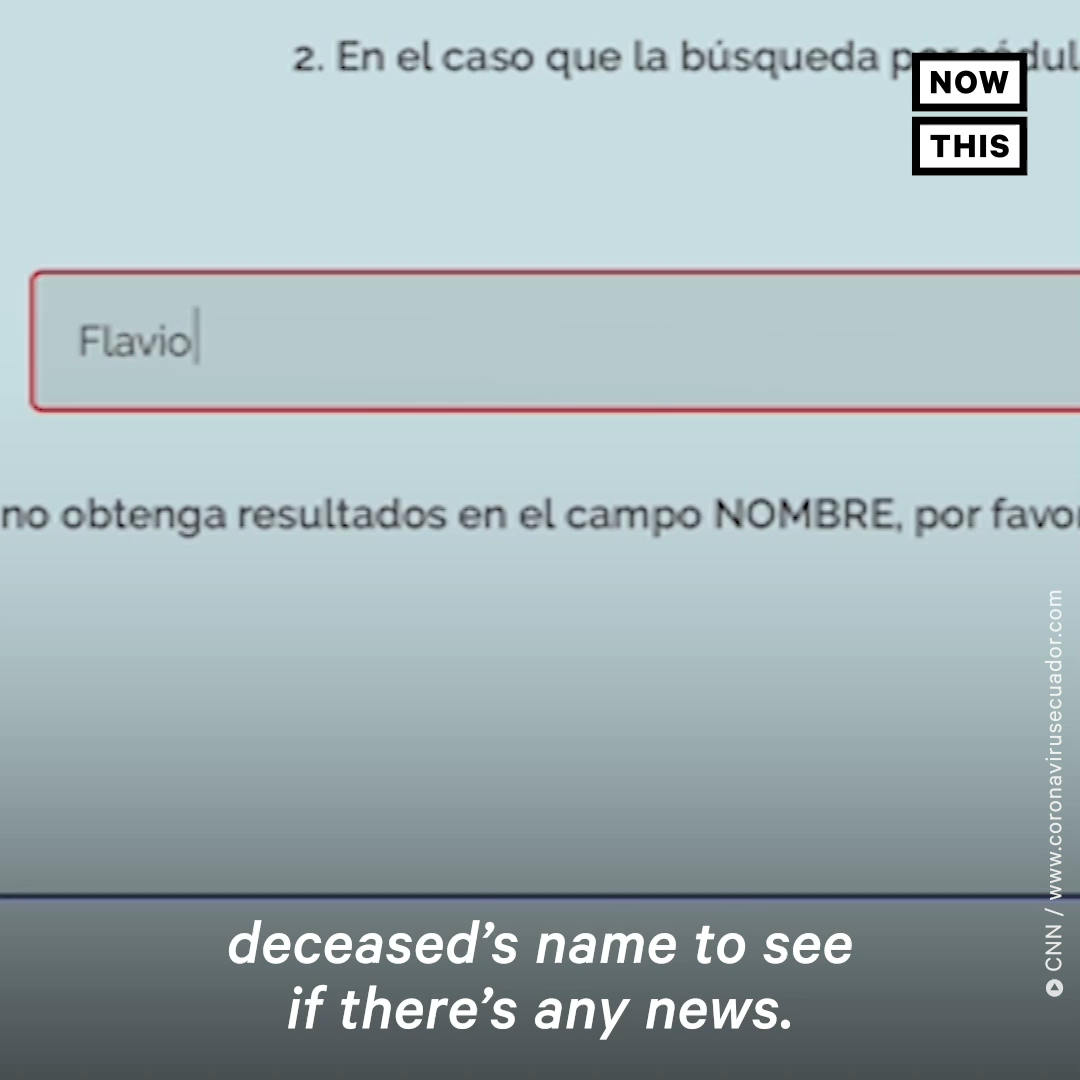 2. En el caso que la búsqueda
NOW
THIS
Flavio
no obtenga resultados en el campo NOMBRE, por favor
CNN / www.coronavirusecuador.com
deceased’s name to see
if there’s any news.